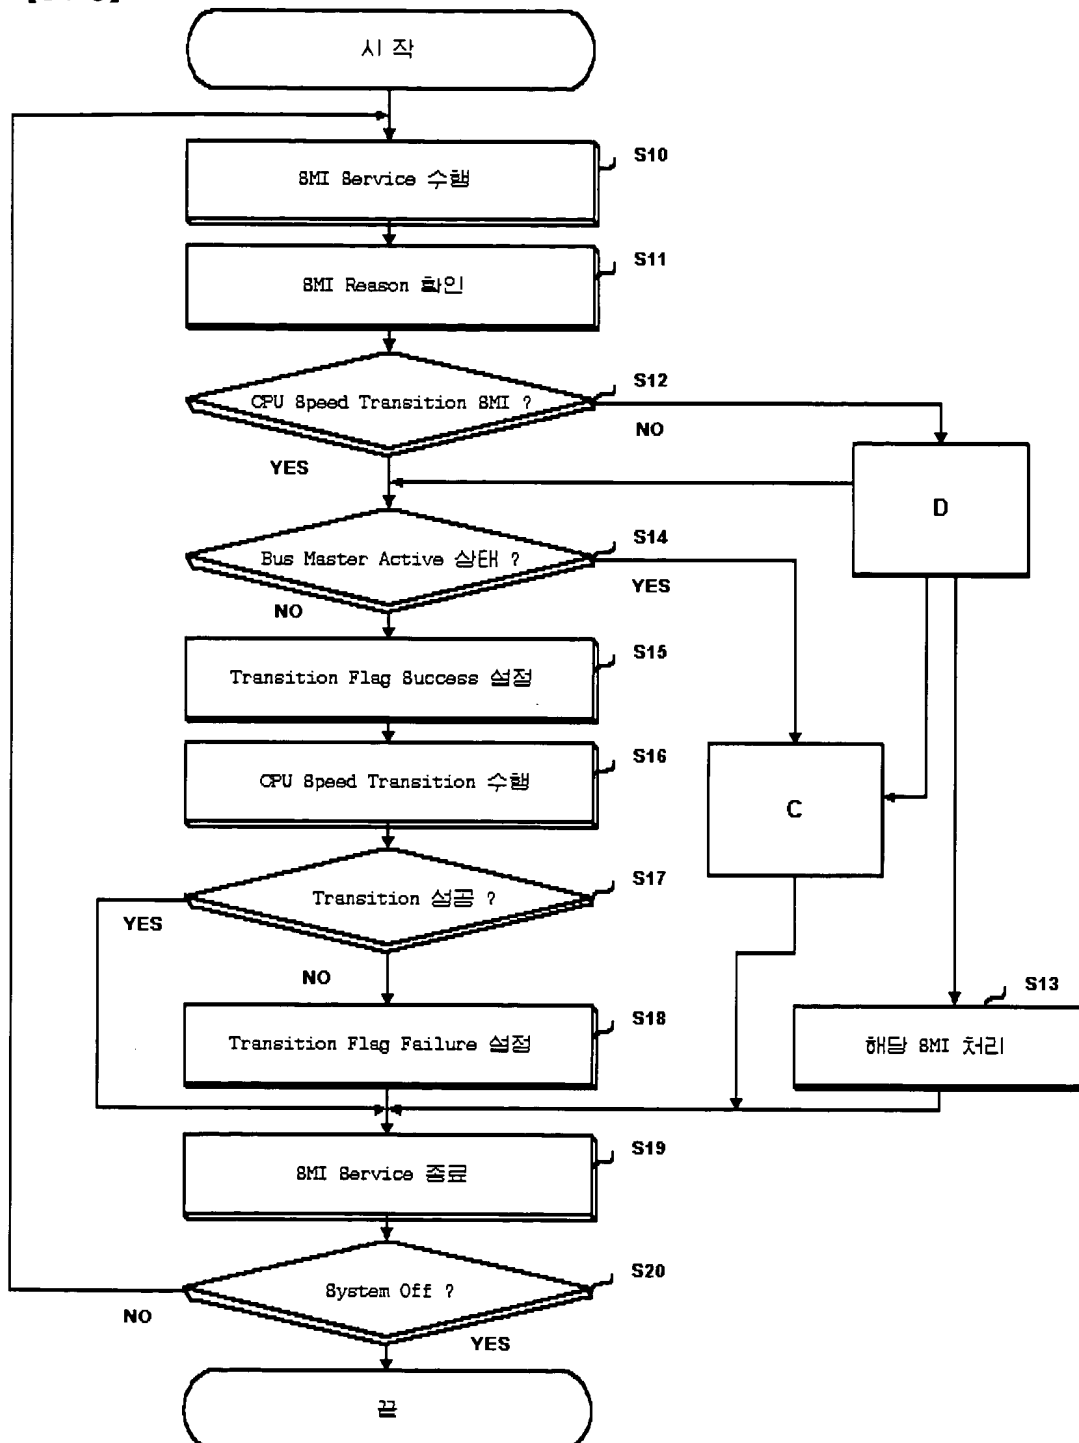 시 작
S10
SMI Service 수행
S11
SMI Reason 확인
S12
CPU Speed Transition SMI ?
NO
YES
D
S14
Bus Master Active 상태 ?
YES
NO
S15
Transition Flag Success 설정
S16
CPU Speed Transition 수행
C
S17
Transition 성공 ?
YES
NO
S13
S18
Transition Flag Failure 설정
해당 SMI 처리
S19
SMI Service 종료
S20
System Off ?
NO
YES
끝